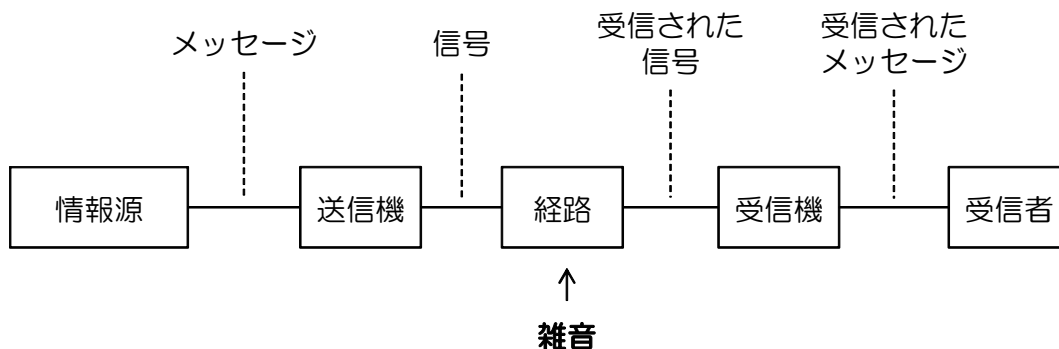 メッセージ
信号
受信された
信号
受信された
メッセージ
情報源
送信機
経路
受信機
受信者
雑音